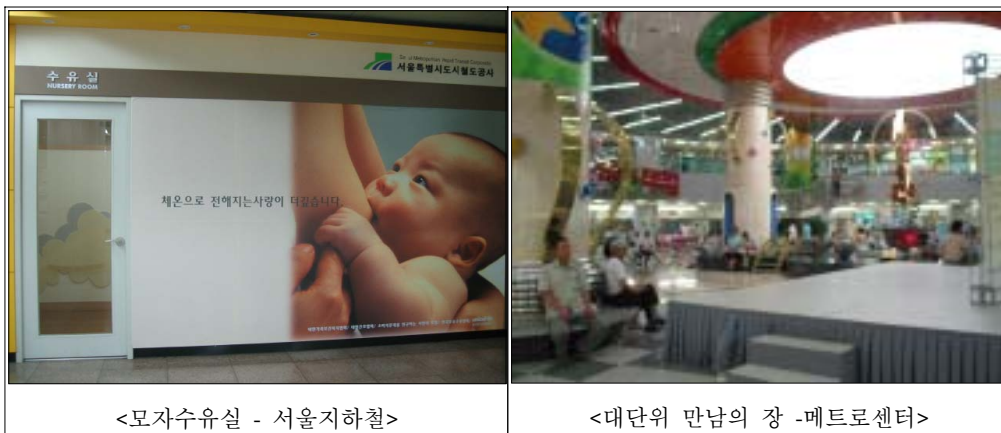 서울특별시도시철도공사
수유실
NURSERY ROOM
체온으로 전해지는사랑이 더깊습니다.
<모자수유실 - 서울지하철>
<대단위 만남의 장 -메트로센터>